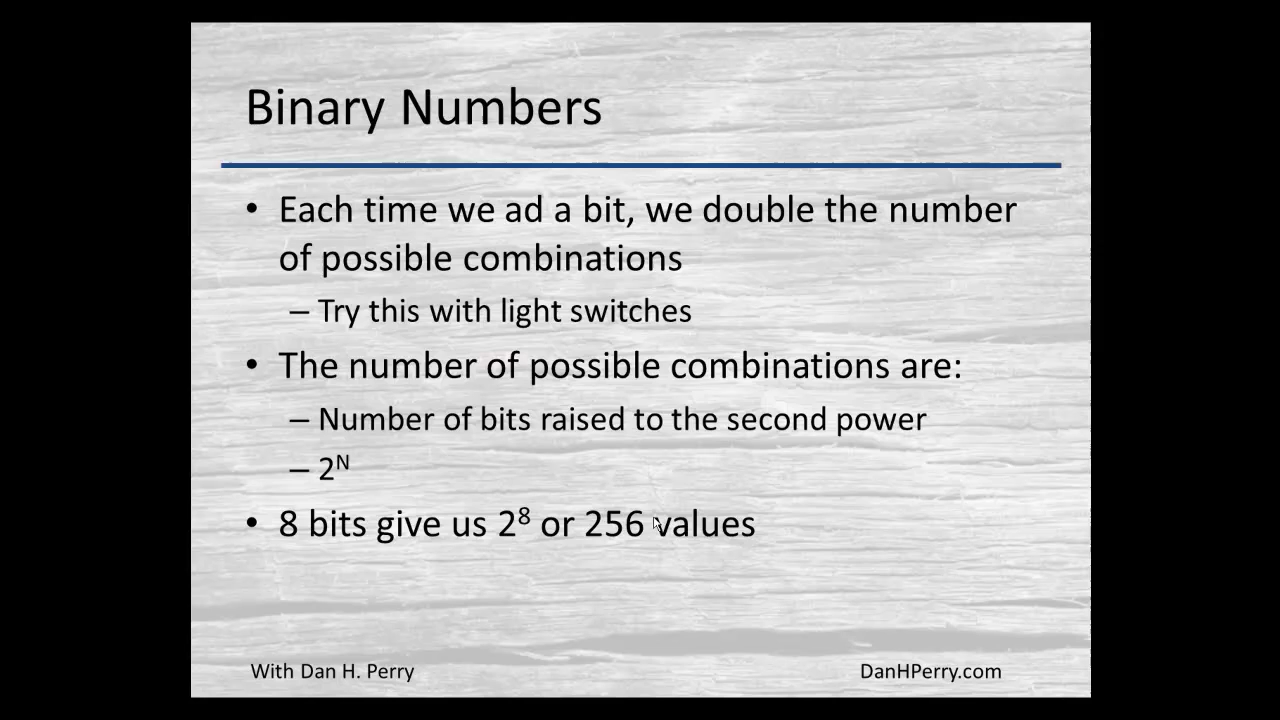 Binary Numbers
• Each time we ad a bit, we double the number
of possible combinations
– Try this with light switches
• The number of possible combinations are:
– Number of bits raised to the second power
– 2ᴺ
• 8 bits give us 2⁸ or 256 values
With Dan H. Perry
DanHPerry.com